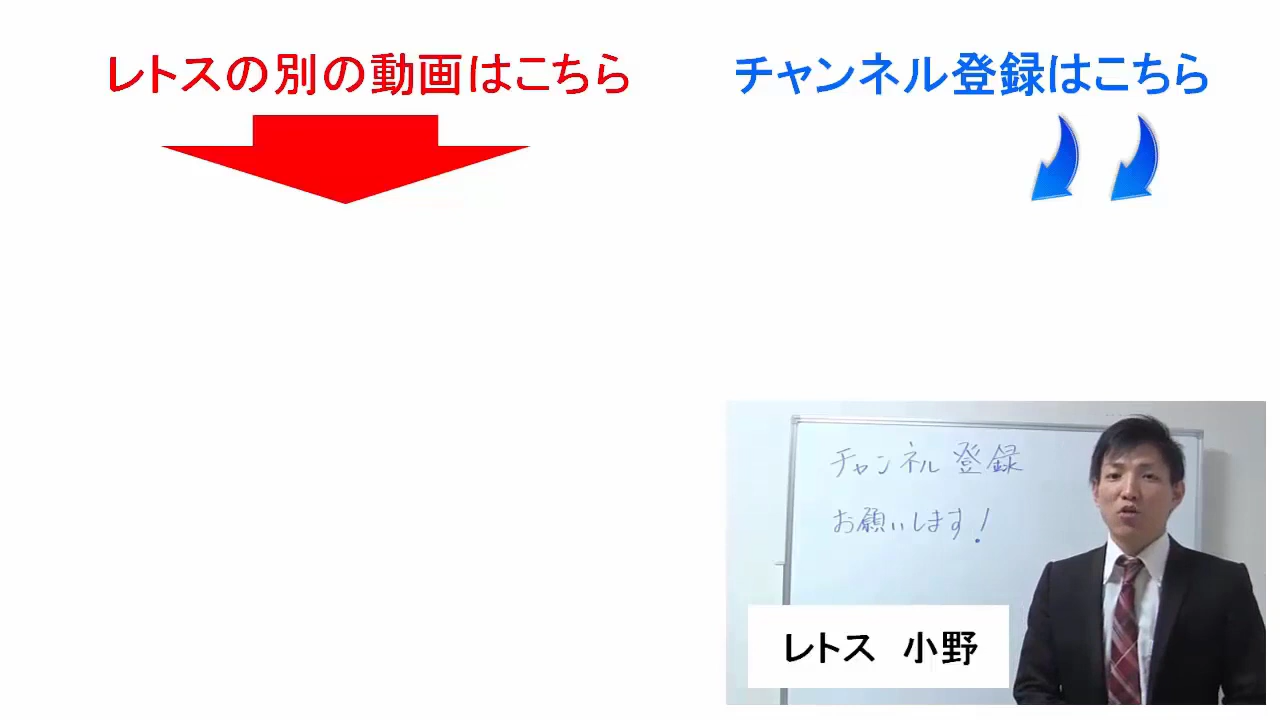 レトスの別の動画はこちら
チャンネル登録はこちら
チャンネル登録
お願いします!
レトス 小野